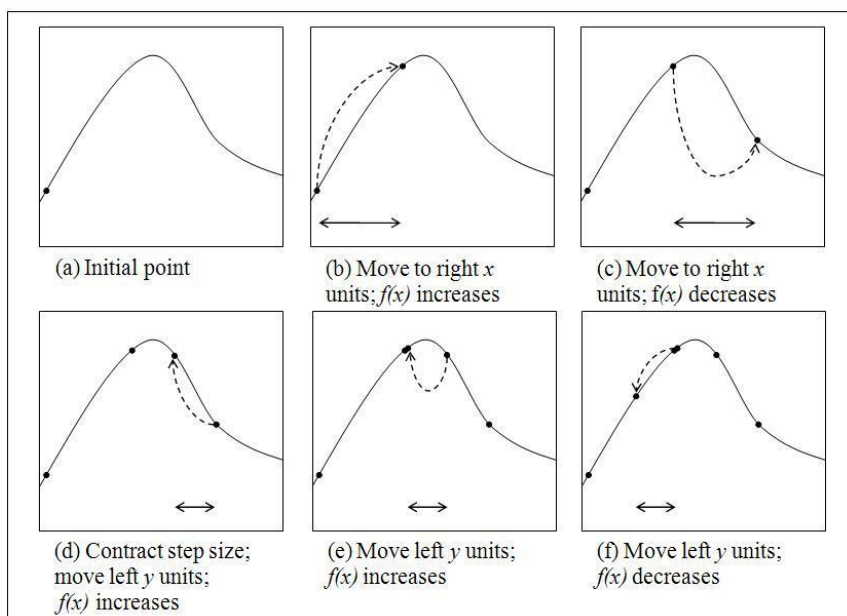 (a) Initial point
(b) Move to right x
units; f(x) increases
(c) Move to right x
units; f(x) decreases
(d) Contract step size;
move left y units;
f(x) increases
(e) Move left y units;
f(x) increases
(f) Move left y units;
f(x) decreases